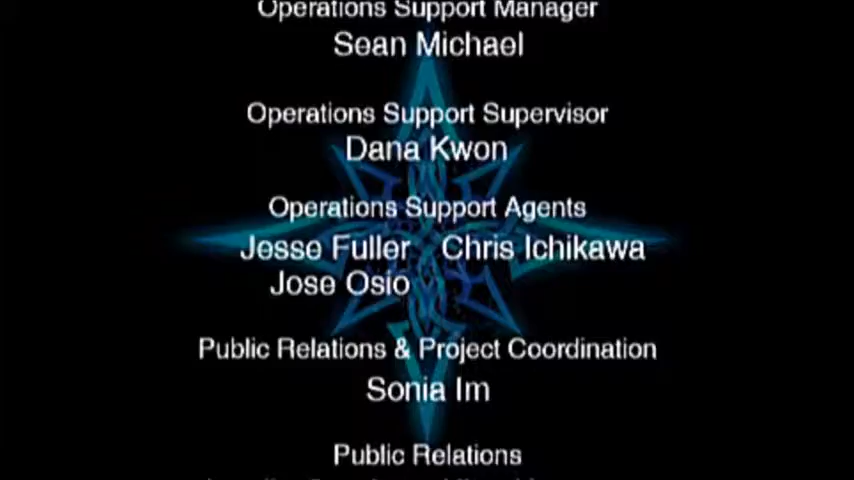 Operations Support Manager
Sean Michael
Operations Support Supervisor
Dana Kwon
Operations Support Agents
Jesse Fuller Chris Ichikawa
Jose Osio
Public Relations & Project Coordination
Sonia Im
Public Relations